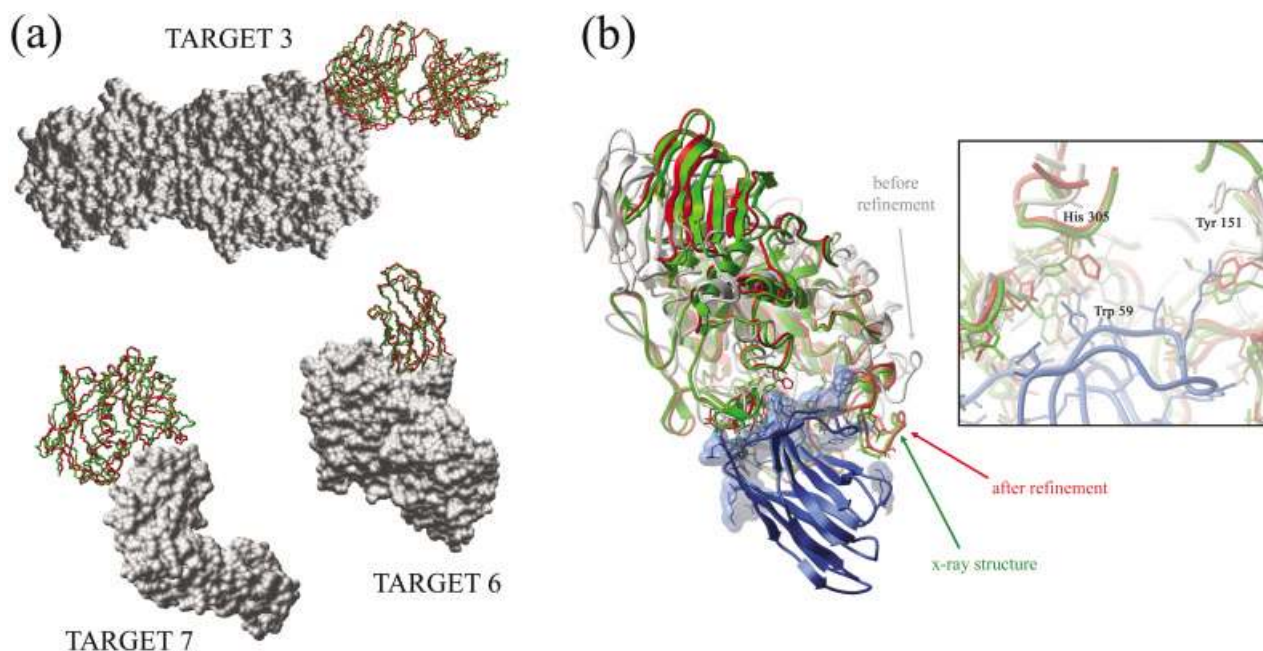 (a)
TARGET 3
TARGET 6
TARGET 7
(b)
before
refinement
His 305
Tyr 151
Trp 59
after refinement
x-ray structure